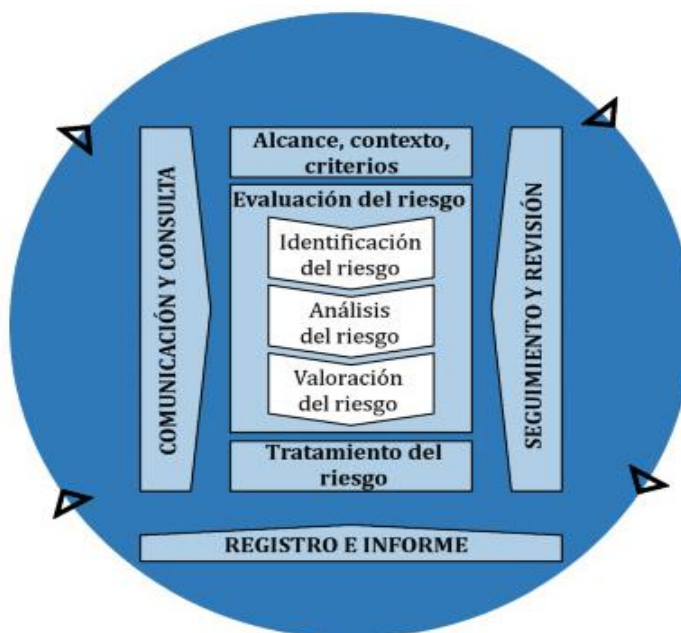 Alcance, contexto,
criterios
Evaluación del riesgo
Identificación
del riesgo
Análisis
del riesgo
Valoración
del riesgo
Tratamiento del
riesgo
COMUNICACIÓN Y CONSULTA
SEGUIMIENTO Y REVISIÓN
REGISTRO E INFORME